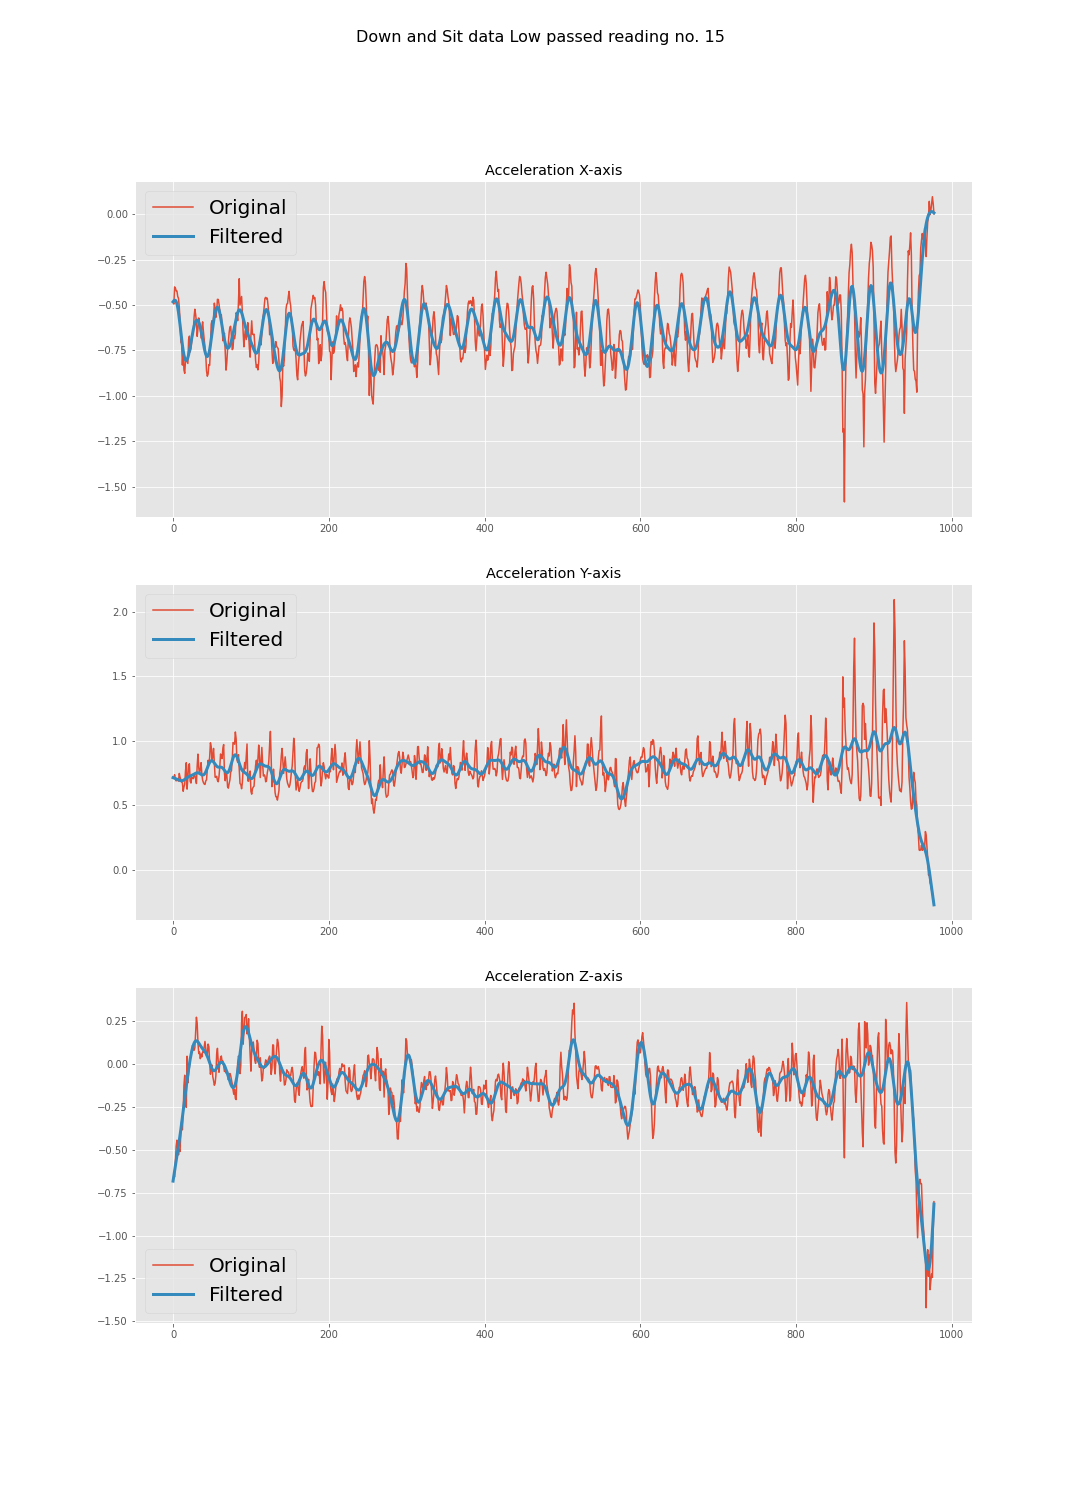 Down and Sit data Low passed reading no. 15
Acceleration X-axis
Original
Filtered
0.00
−0.25
−0.50
−0.75
−1.00
−1.25
−1.50
0 200 400 600 800 1000
Acceleration Y-axis
Original
Filtered
2.0
1.5
1.0
0.5
0.0
0 200 400 600 800 1000
Acceleration Z-axis
0.25
0.00
−0.25
−0.50
−0.75
−1.00
−1.25
−1.50
Original
Filtered
0 200 400 600 800 1000